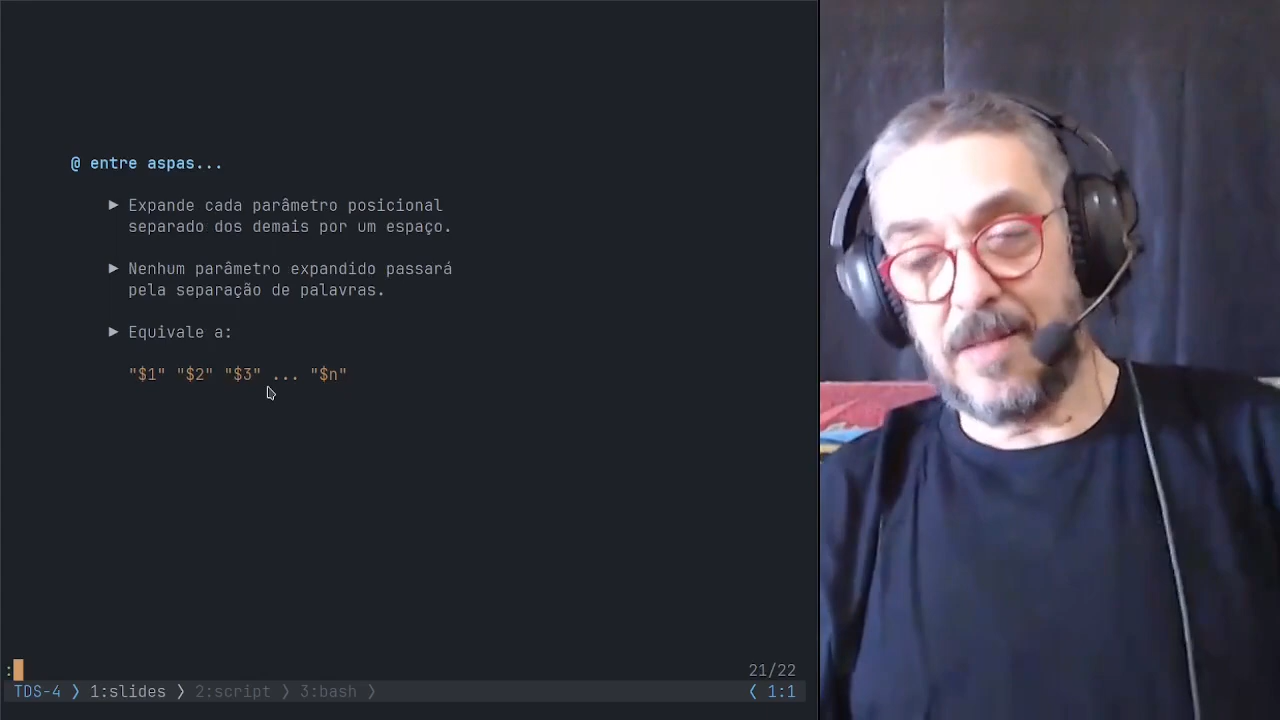 @ entre aspas...
► Expande cada parâmetro posicional
separado dos demais por um espaço.
► Nenhum parâmetro expandido passará
pela separação de palavras.
► Equivale a:
"$1" "$2" "$3" ... "$n"
:
21/22
TDS-4 ❯ 1:slides ❯ 2:script ❯ 3:bash ❯
❮ 1:1